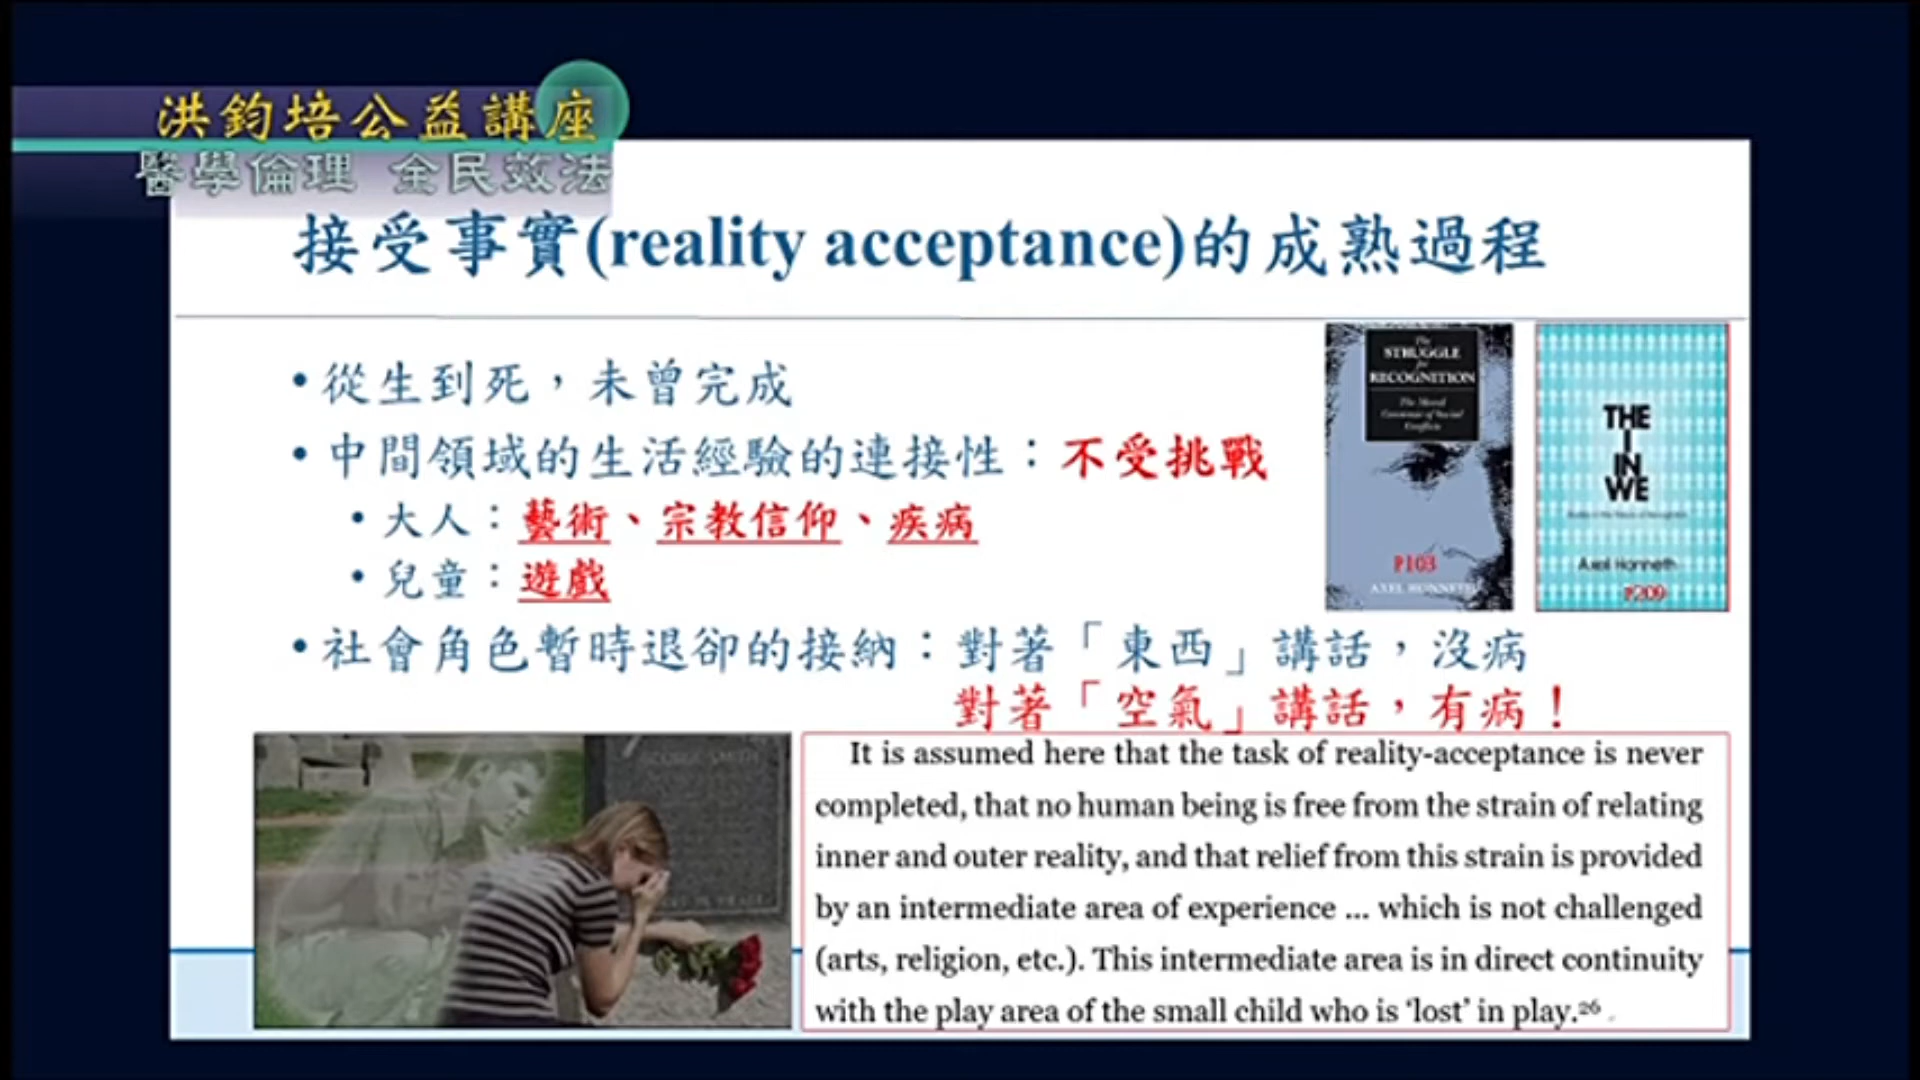 洪鈞培公益講座
醫學倫理 全民效法
接受事實(reality acceptance)的成熟過程
•從生到死，未曾完成
•中間領域的生活經驗的連接性：不受挑戰
•大人：藝術、宗教信仰、疾病
•兒童：遊戲
•社會角色暫時退卻的接納：對著「東西」講話，沒病
對著「空氣」講話，有病！
The
STRUGGLE
for
RECOGNITION
The Moral
Grammar of Social
Conflicts
P103
AXEL HONNETH
THE
I
IN
WE
Axel Honneth
P209
GEORGE SMITH
It is assumed here that the task of reality-acceptance is never
completed, that no human being is free from the strain of relating
inner and outer reality, and that relief from this strain is provided
by an intermediate area of experience ... which is not challenged
(arts, religion, etc.). This intermediate area is in direct continuity
with the play area of the small child who is ‘lost’ in play.²⁶